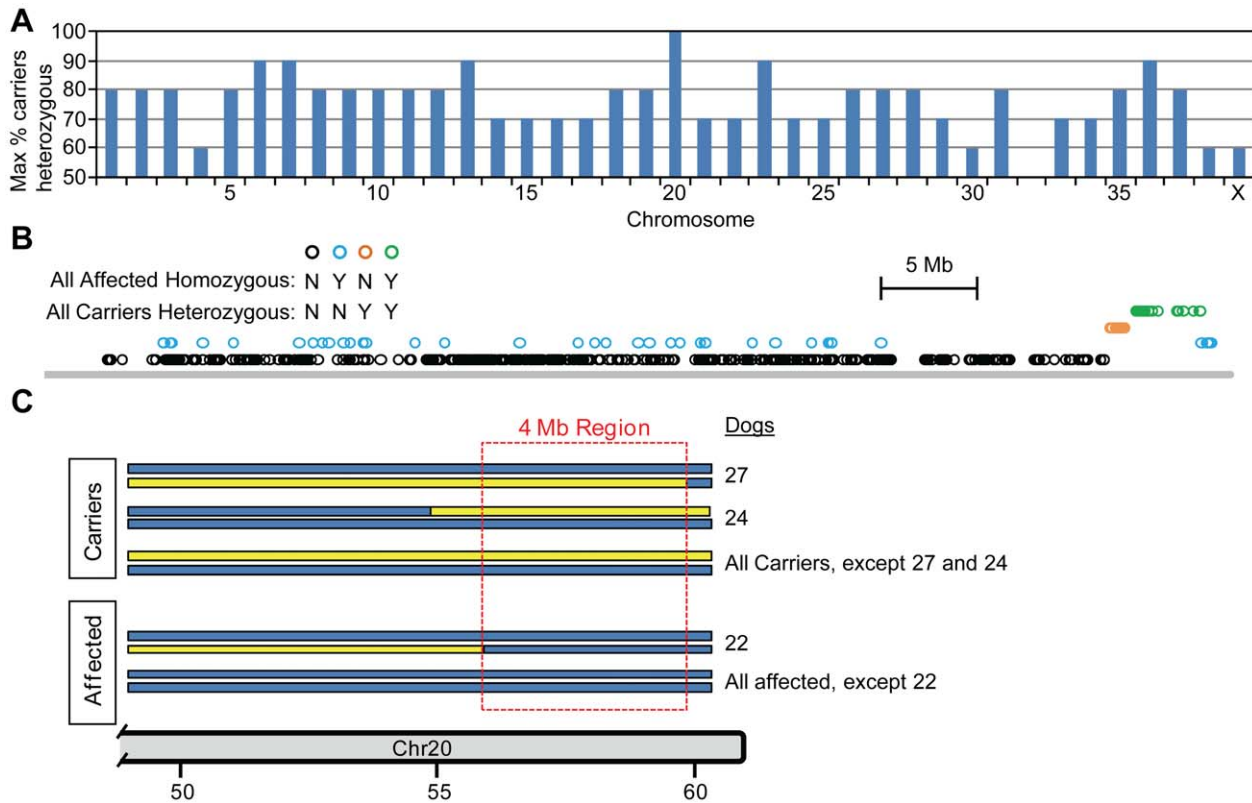 A
Max % carriers
heterozygous
100
90
80
70
60
50
5 10 15 20 25 30 35 X
Chromosome
B
All Affected Homozygous: N Y N Y
All Carriers Heterozygous: N N Y Y
5 Mb
C
4 Mb Region
Dogs
Carriers
27
24
All Carriers, except 27 and 24
Affected
22
All affected, except 22
Chr20
50 55 60